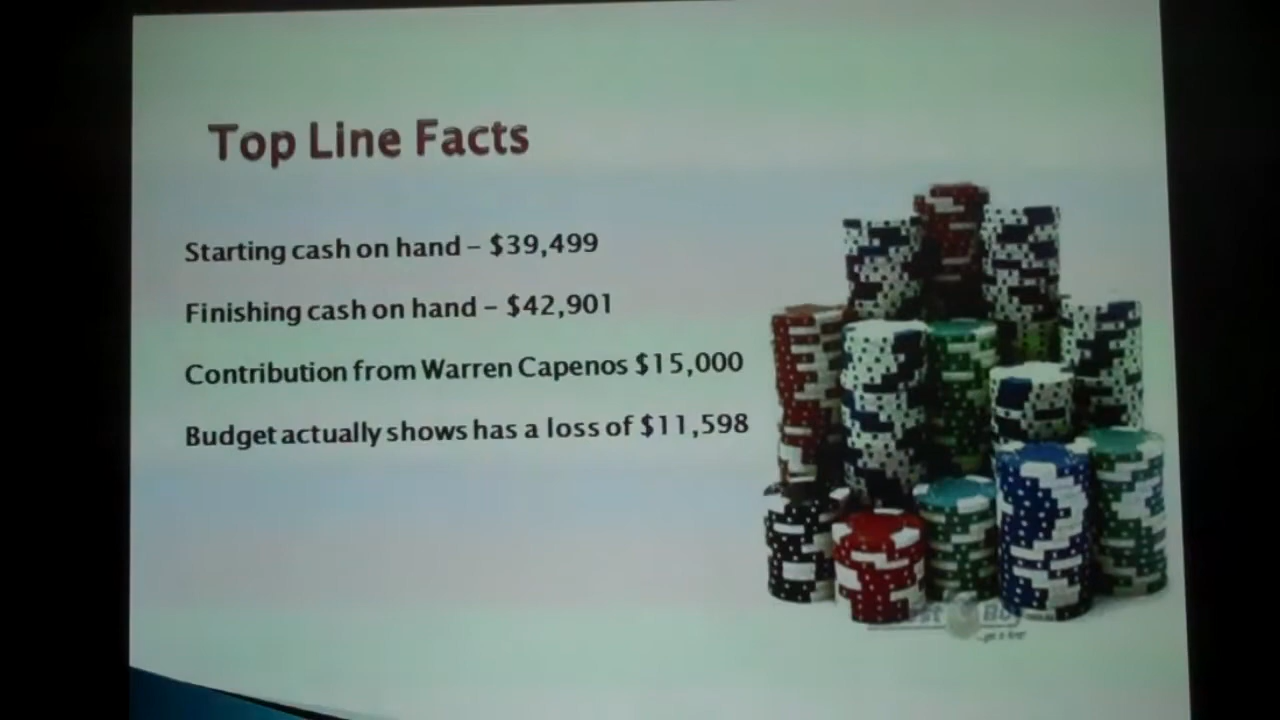 Top Line Facts
Starting cash on hand – $39,499
Finishing cash on hand – $42,901
Contribution from Warren Capenos $15,000
Budget actually shows has a loss of $11,598